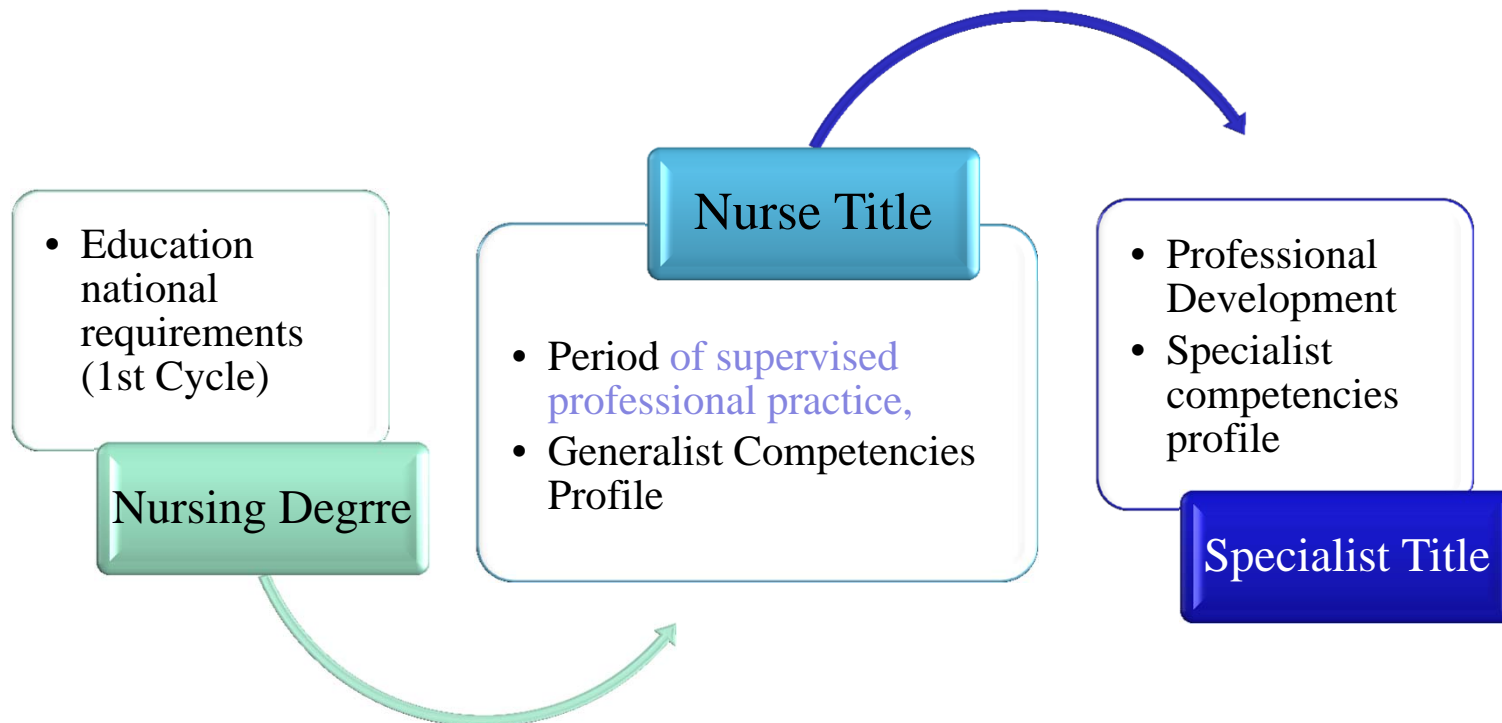 • Education
national
requirements
(1st Cycle)
Nursing Degrre
Nurse Title
• Period of supervised
professional practice,
• Generalist Competencies
Profile
• Professional
Development
• Specialist
competencies
profile
Specialist Title